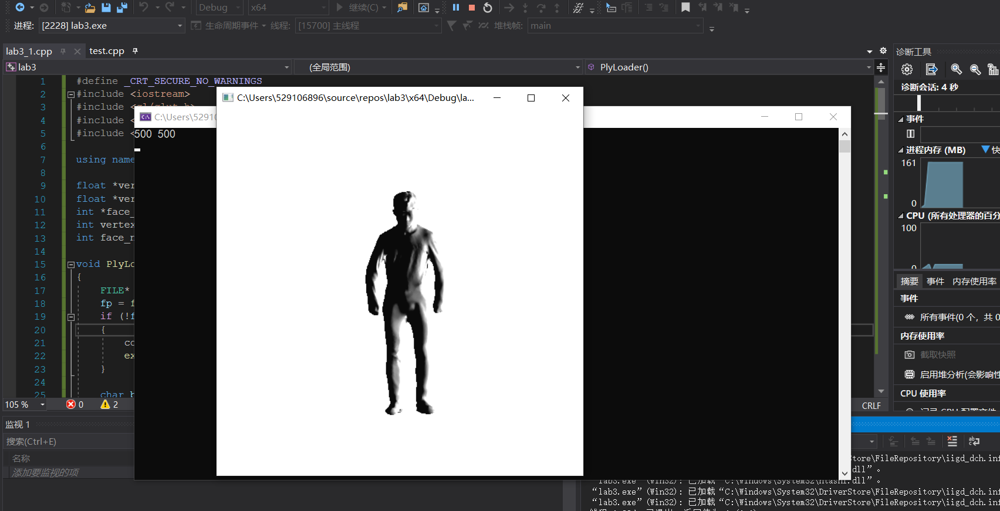 Debug x64 继续(C)
进程: [2228] lab3.exe 生命周期事件 线程: [15700] 主线程 堆栈帧: main
lab3_1.cpp test.cpp
lab3 (全局范围) PlyLoader()
1 #define _CRT_SECURE_NO_WARNINGS
2 #include <iostream>
3 #include
4 #include <
5 #include <
6
7 using name
8
9 float *ver
10 float *ver
11 int *face_
12 int vertex
13 int face_n
14
15 void PlyLo
16 {
17 FILE*
18 fp = f
19 if (!f
20 {
21 co
22 ex
23 }
24
25 char b
105 % 0 2
CRLF
C:\Users\529106896\source\repos\lab3\x64\Debug\la...
C:\Users\5291
500 500
诊断工具
诊断会话: 4 秒
事件
进程内存 (MB) 快
161
0
CPU (所有处理器的百分
100
0
摘要 事件 内存使用率
事件
所有事件(0 个，共 0
内存使用率
截取快照
启用堆分析(会影响性
CPU 使用率
监视 1
搜索(Ctrl+E)
名称
添加要监视的项
Store\FileRepository\iigd_dch.inf
dll”。
“lab3.exe”(Win32): 已加载“C:\Windows\System32\ntasn1.dll”。
“lab3.exe”(Win32): 已加载“C:\Windows\System32\DriverStore\FileRepository\iigd_dch.inf
“lab3.exe”(Win32): 已加载“C:\Windows\System32\DriverStore\FileRepository\iigd_dch.inf